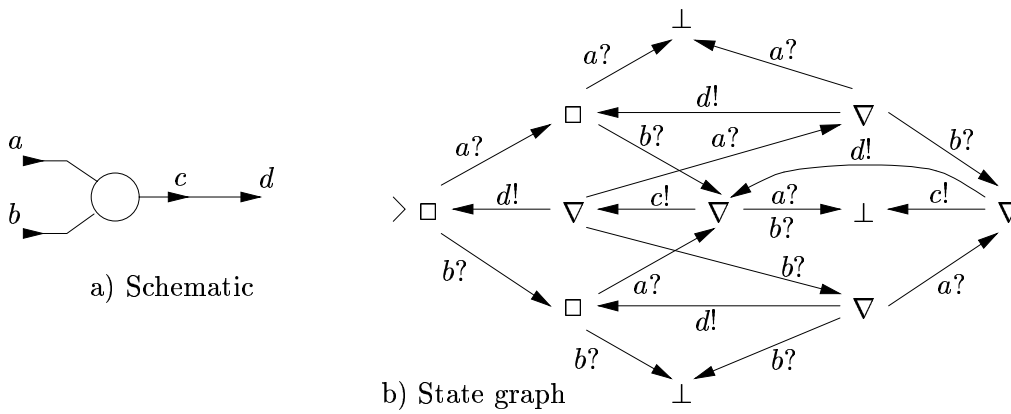 ⊥
a? a?
d!
□ ∇
a
a? b? a? b?
d!
c d
b
> □ d! ∇ c! ∇ a? ⊥ c! ∇
b?
b? b?
a? a?
a) Schematic
□ ∇
d!
b? b?
⊥
b) State graph